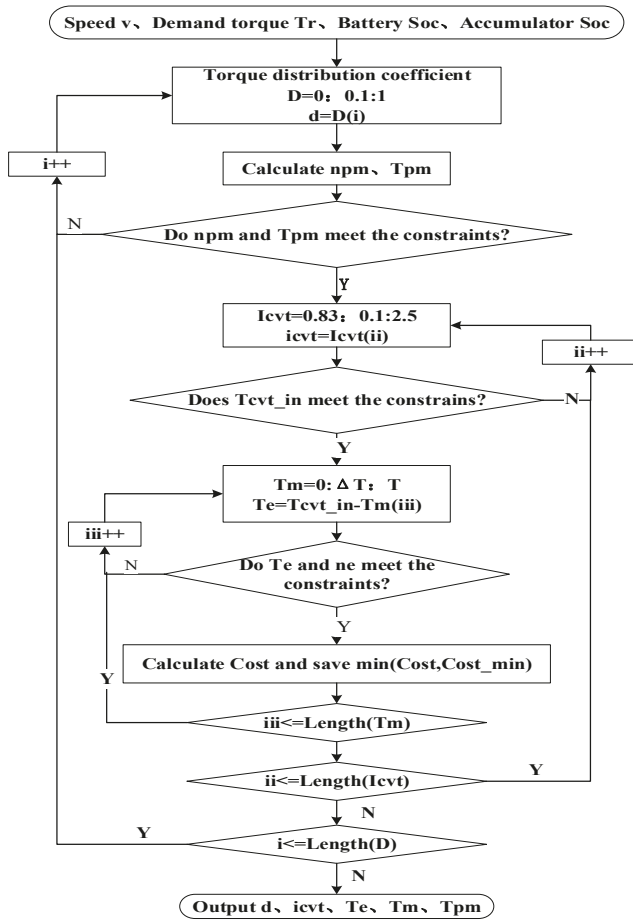 Speed v、Demand torque Tr、Battery Soc、Accumulator Soc
Torque distribution coefficient
D=0：0.1:1
d=D(i)
i++
Calculate npm、Tpm
N
Do npm and Tpm meet the constraints?
Y
Icvt=0.83：0.1:2.5
icvt=Icvt(ii)
ii++
Does Tcvt_in meet the constrains?
N
Y
Tm=0:ΔT：T
Te=Tcvt_in-Tm(iii)
iii++
Do Te and ne meet the
constraints?
N
Y
Calculate Cost and save min(Cost,Cost_min)
Y
iii<=Length(Tm)
ii<=Length(Icvt)
Y
N
i<=Length(D)
Y
N
Output d、icvt、Te、Tm、Tpm